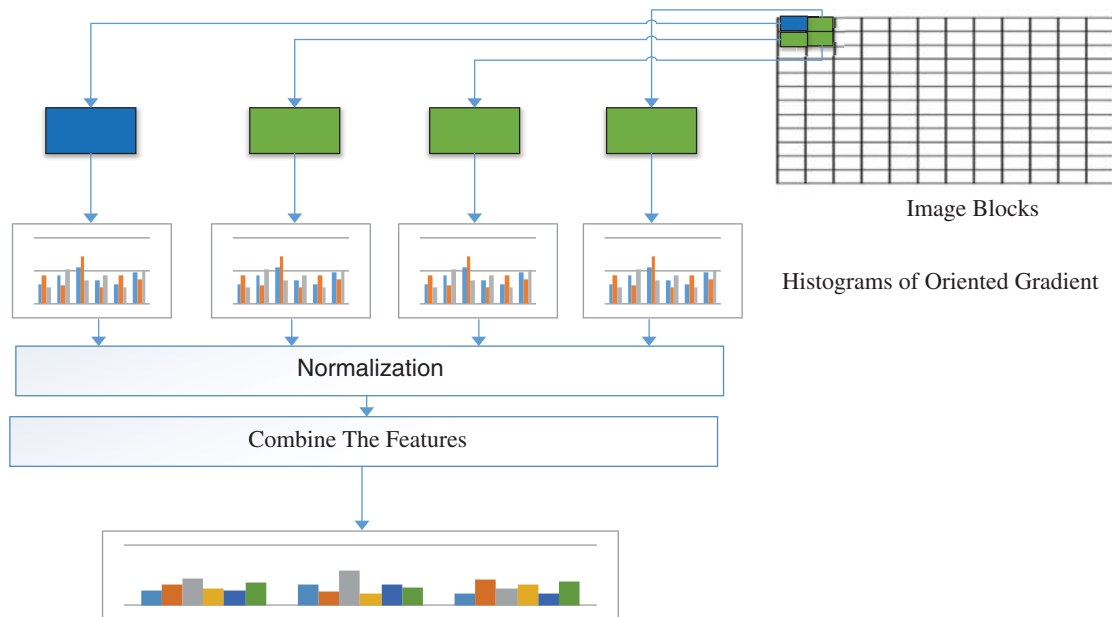 Image Blocks
Histograms of Oriented Gradient
Normalization
Combine The Features